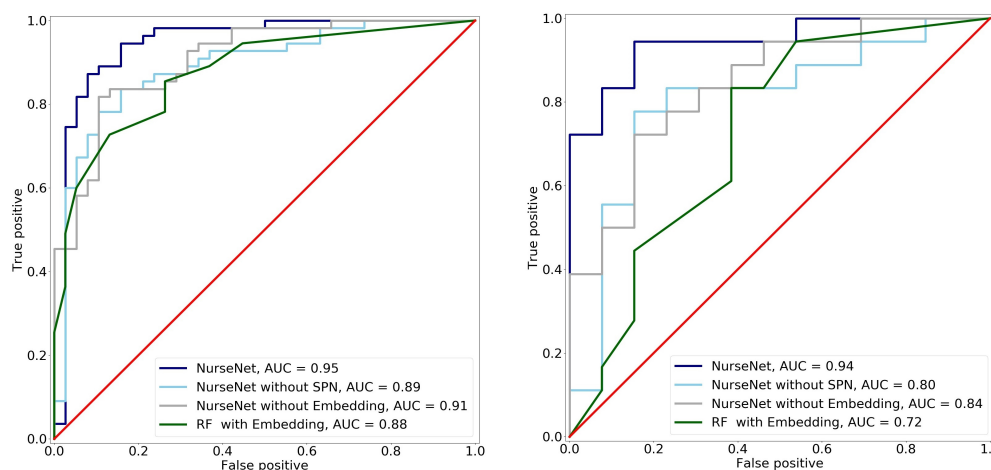 1.0
0.8
0.6
0.4
0.2
0.0
True positive
0.0 0.2 0.4 0.6 0.8 1.0
False positive
NurseNet, AUC = 0.95
NurseNet without SPN, AUC = 0.89
NurseNet without Embedding, AUC = 0.91
RF with Embedding, AUC = 0.88
1.0
0.8
0.6
0.4
0.2
0.0
True positive
0.0 0.2 0.4 0.6 0.8 1.
False positive
NurseNet, AUC = 0.94
NurseNet without SPN, AUC = 0.80
NurseNet without Embedding, AUC = 0.84
RF with Embedding, AUC = 0.72